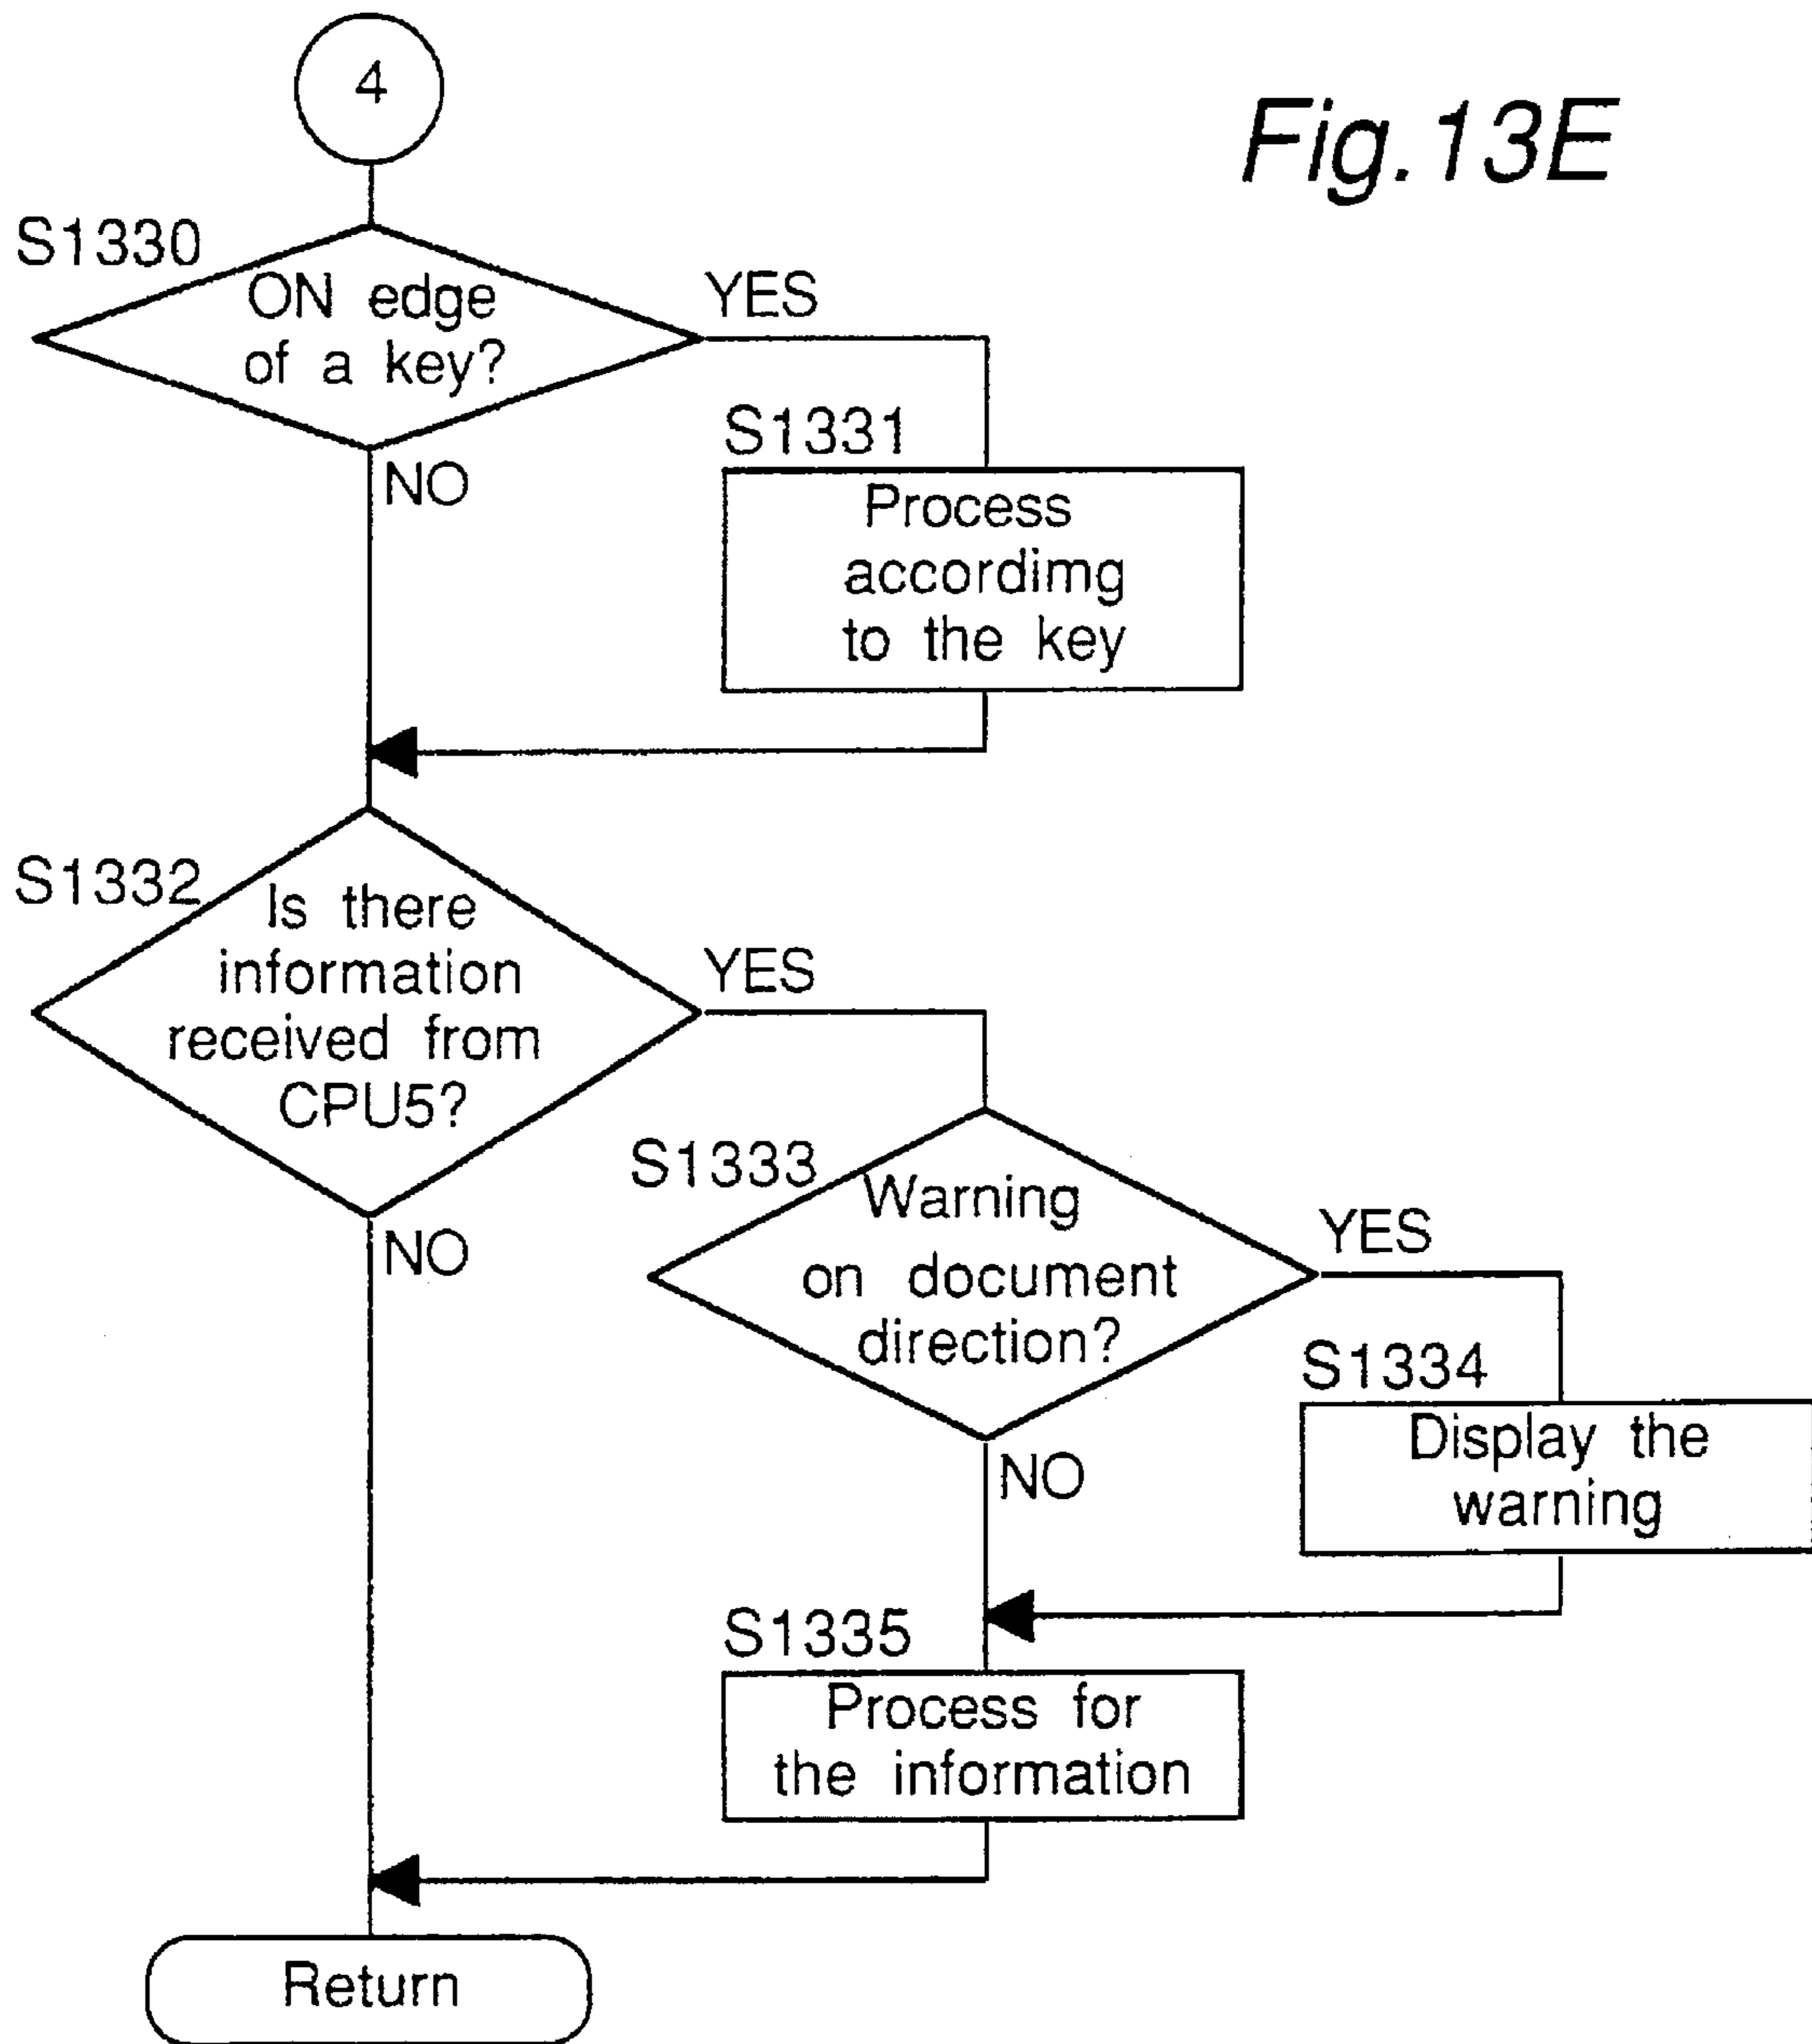 4
Fig.13E
S1330
ON edge
of a key?
YES
NO
S1331
Process
accordimg
to the key
S1332
Is there
information
received from
CPU5?
YES
NO
S1333
Warning
on document
direction?
YES
NO
S1334
Display the
warning
S1335
Process for
the information
Return